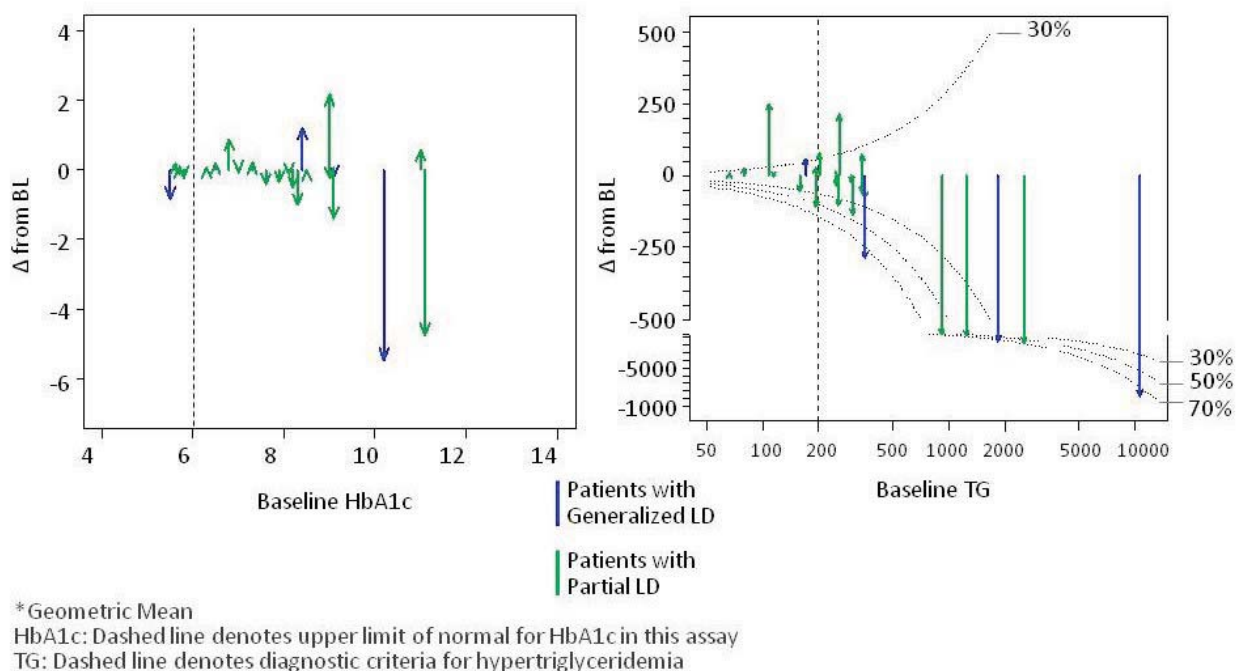 4
2
0
-2
-4
-6
Δ from BL
4 6 8 10 12 14
Baseline HbA1c
500
250
0
-250
-500
-5000
-1000
Δ from BL
30%
30%
50%
70%
50 100 200 500 1000 2000 5000 10000
Baseline TG
Patients with
Generalized LD
Patients with
Partial LD
*Geometric Mean
HbA1c: Dashed line denotes upper limit of normal for HbA1c in this assay
TG: Dashed line denotes diagnostic criteria for hypertriglyceridemia